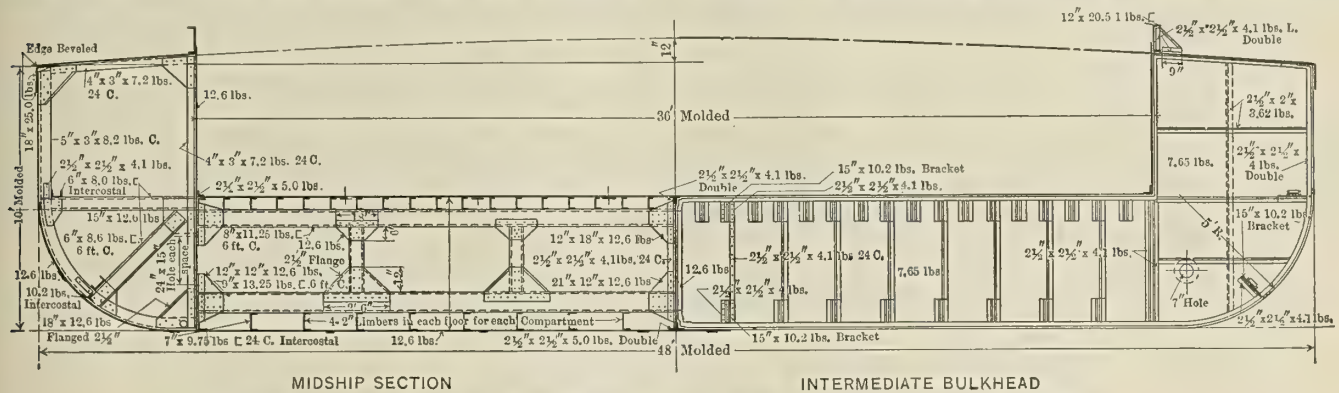 Edge Beveled
18" x 25.0 lbs.
10' Molded
4" x 3" x 7.2 lbs.
24 C.
12.6 lbs.
5" x 3" x 8.2 lbs. C.
2½" x 2½" x 4.1 lbs.
6" x 8.0 lbs. ⊏
Intercostal
15" x 12.6 lbs.
6" x 8.6 lbs. ⊏
6 ft. C.
24" x 15"
Hole each
space
12.6 lbs.
10.2 lbs.
Intercostal
18" x 12.6 lbs
Flanged 2½"
7" x 9.75 lbs ⊏ 24 C. Intercostal
4" x 3" x 7.2 lbs. 24 C.
2½" x 2½" x 5.0 lbs.
8" x 11.25 lbs. ⊏
6 ft. C.
12.6 lbs.
2½"
Flange
12" x 12" x 12.6 lbs.
9" x 13.25 lbs. ⊏ 6 ft. C.
12"
4-2" Limbers in each floor for each Compartment
12.6 lbs.
12" x 18" x 12.6 lbs
2½" x 2½" x 4.1 lbs. 24 C.
21" x 12" x 12.6 lbs
2½" x 2½" x 5.0 lbs. Double
12"
36' Molded
48' Molded
2½" x 2½" x 4.1 lbs.
Double
15" x 10.2 lbs. Bracket
2½" x 2½" x 4.1 lbs.
12.6 lbs
2½" x 2½" x 4.1 lbs 24 C.
2½" x 2½" x 4 lbs.
15" x 10.2 lbs. Bracket
7.65 lbs.
2½" x 2½" x 4.1 lbs.
12" x 20.5 1 lbs. ⊏
2½" x 2½" x 4.1 lbs. L.
Double
9"
2½" x 2" x
3.62 lbs.
7.65 lbs.
2½" x 2½" x
4 lbs.
Double
15" x 10.2 lbs
Bracket
5' R.
7"
Hole
2½" x 2½" x 4.1 lbs.
MIDSHIP SECTION
INTERMEDIATE BULKHEAD